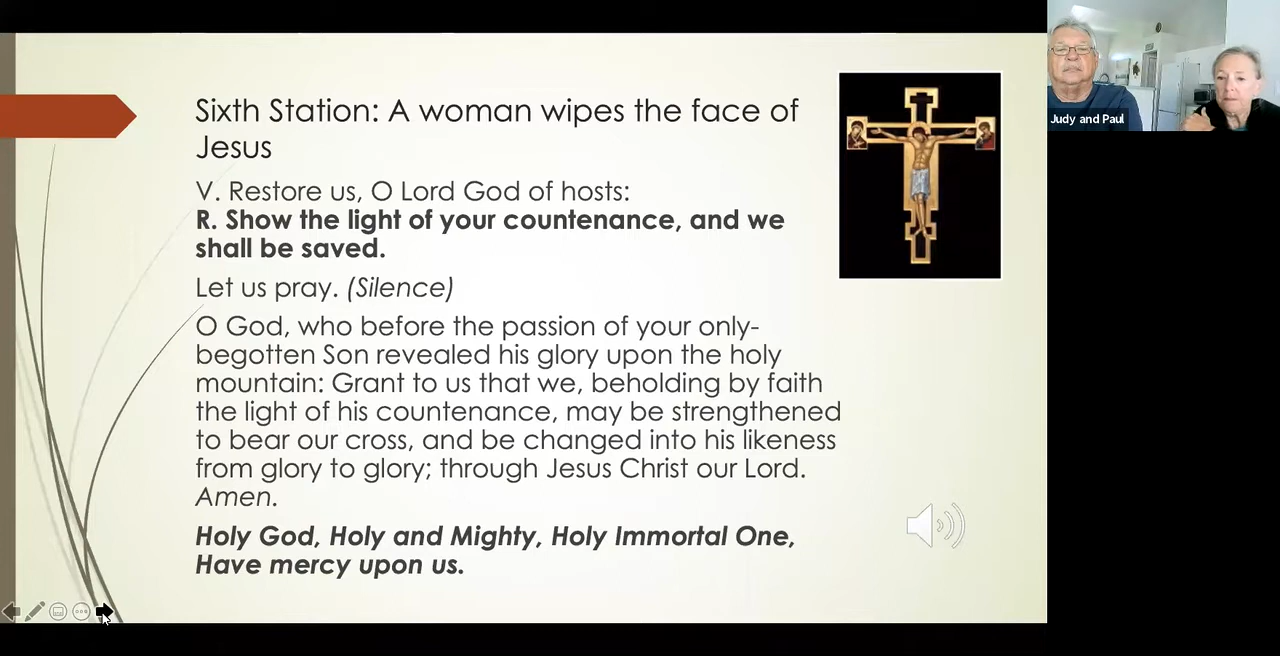 Sixth Station: A woman wipes the face of
Jesus
V. Restore us, O Lord God of hosts:
R. Show the light of your countenance, and we
shall be saved.
Let us pray. (Silence)
O God, who before the passion of your only-
begotten Son revealed his glory upon the holy
mountain: Grant to us that we, beholding by faith
the light of his countenance, may be strengthened
to bear our cross, and be changed into his likeness
from glory to glory; through Jesus Christ our Lord.
Amen.
Holy God, Holy and Mighty, Holy Immortal One,
Have mercy upon us.
Judy and Paul